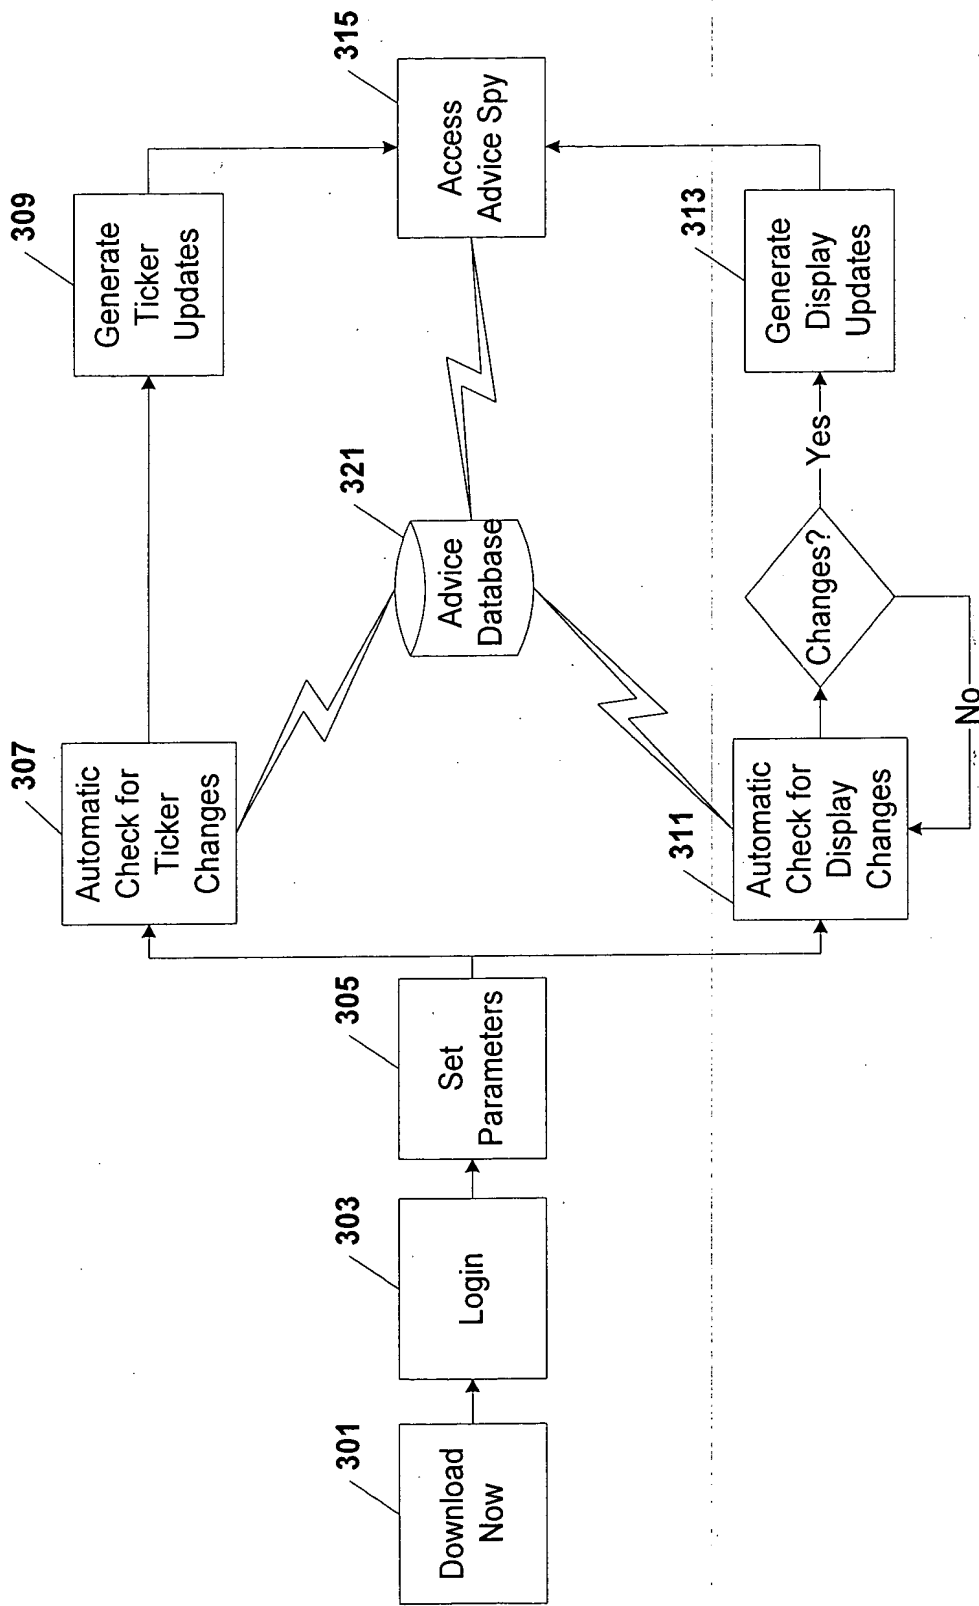 301
Download
Now
303
Login
305
Set
Parameters
307
Automatic
Check for
Ticker
Changes
309
Generate
Ticker
Updates
321
Advice
Database
315
Access
Advice Spy
311
Automatic
Check for
Display
Changes
Changes?
Yes
No
313
Generate
Display
Updates